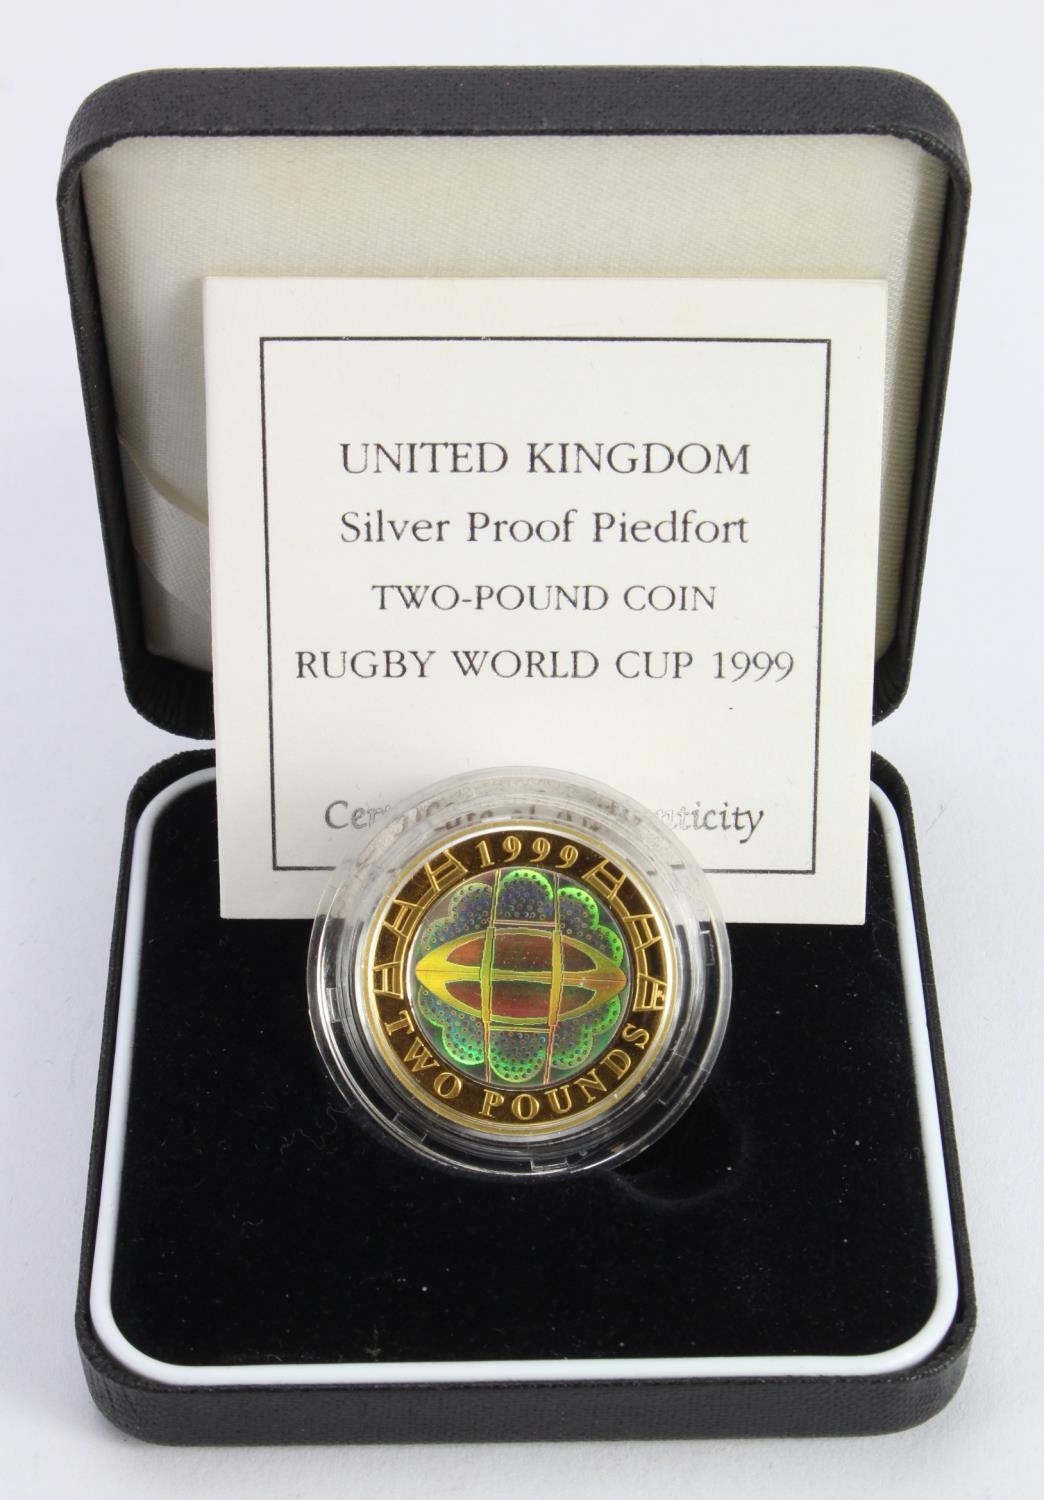 UNITED KINGDOM
Silver Proof Piedfort
TWO-POUND COIN
RUGBY WORLD CUP 1999
1999
TWO POUNDS